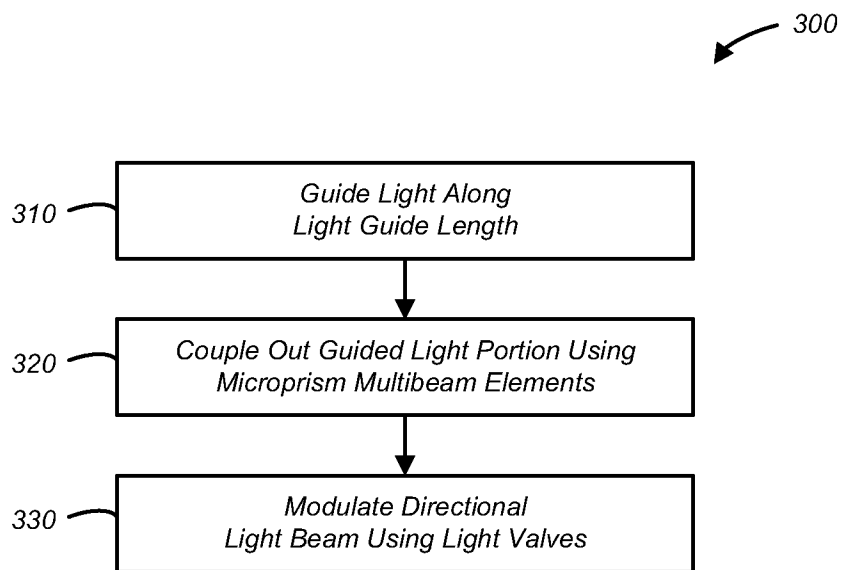 300
310
Guide Light Along
Light Guide Length
320
Couple Out Guided Light Portion Using
Microprism Multibeam Elements
330
Modulate Directional
Light Beam Using Light Valves